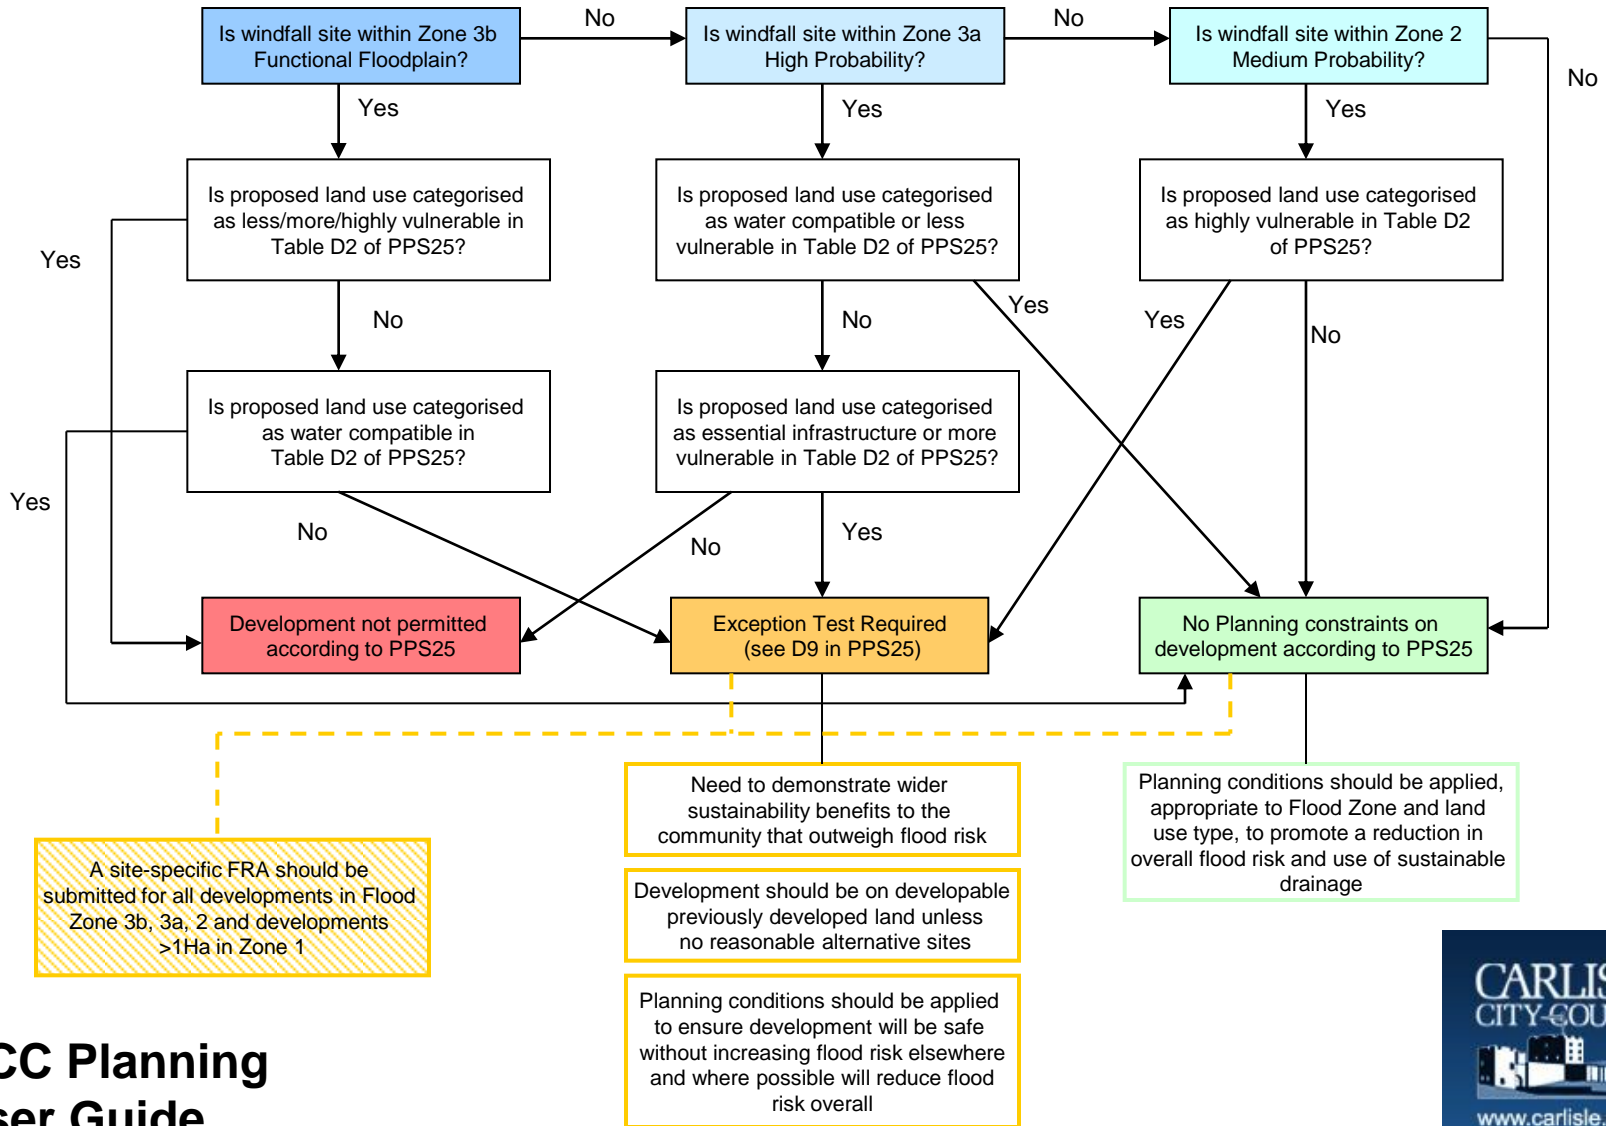 Is windfall site within Zone 3b
Functional Floodplain?
No
Is windfall site within Zone 3a
High Probability?
No
Is windfall site within Zone 2
Medium Probability?
No
Yes
Yes
Yes
Is proposed land use categorised
as less/more/highly vulnerable in
Table D2 of PPS25?
Is proposed land use categorised
as water compatible or less
vulnerable in Table D2 of PPS25?
Is proposed land use categorised
as highly vulnerable in Table D2
of PPS25?
Yes
No
No
Yes
Yes
No
Is proposed land use categorised
as water compatible in
Table D2 of PPS25?
Is proposed land use categorised
as essential infrastructure or more
vulnerable in Table D2 of PPS25?
Yes
No
No
Yes
Development not permitted
according to PPS25
Exception Test Required
(see D9 in PPS25)
No Planning constraints on
development according to PPS25
Need to demonstrate wider
sustainability benefits to the
community that outweigh flood risk
Planning conditions should be applied,
appropriate to Flood Zone and land
use type, to promote a reduction in
overall flood risk and use of sustainable
drainage
A site-specific FRA should be
submitted for all developments in Flood
Zone 3b, 3a, 2 and developments
>1Ha in Zone 1
Development should be on developable
previously developed land unless
no reasonable alternative sites
Planning conditions should be applied
to ensure development will be safe
without increasing flood risk elsewhere
and where possible will reduce flood
risk overall
CC Planning
ser Guide
CARLIS
CITY COU
www.carlisle.